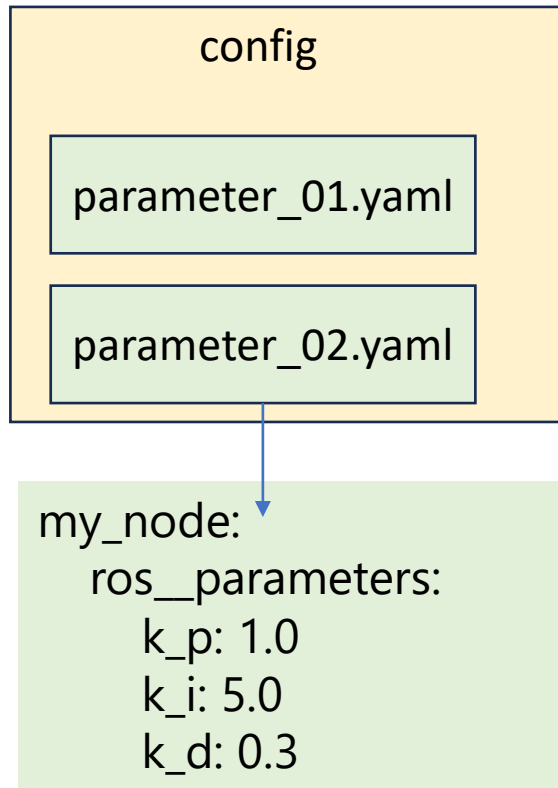 config
parameter_01.yaml
parameter_02.yaml
my_node:
ros__parameters:
k_p: 1.0
k_i: 5.0
k_d: 0.3